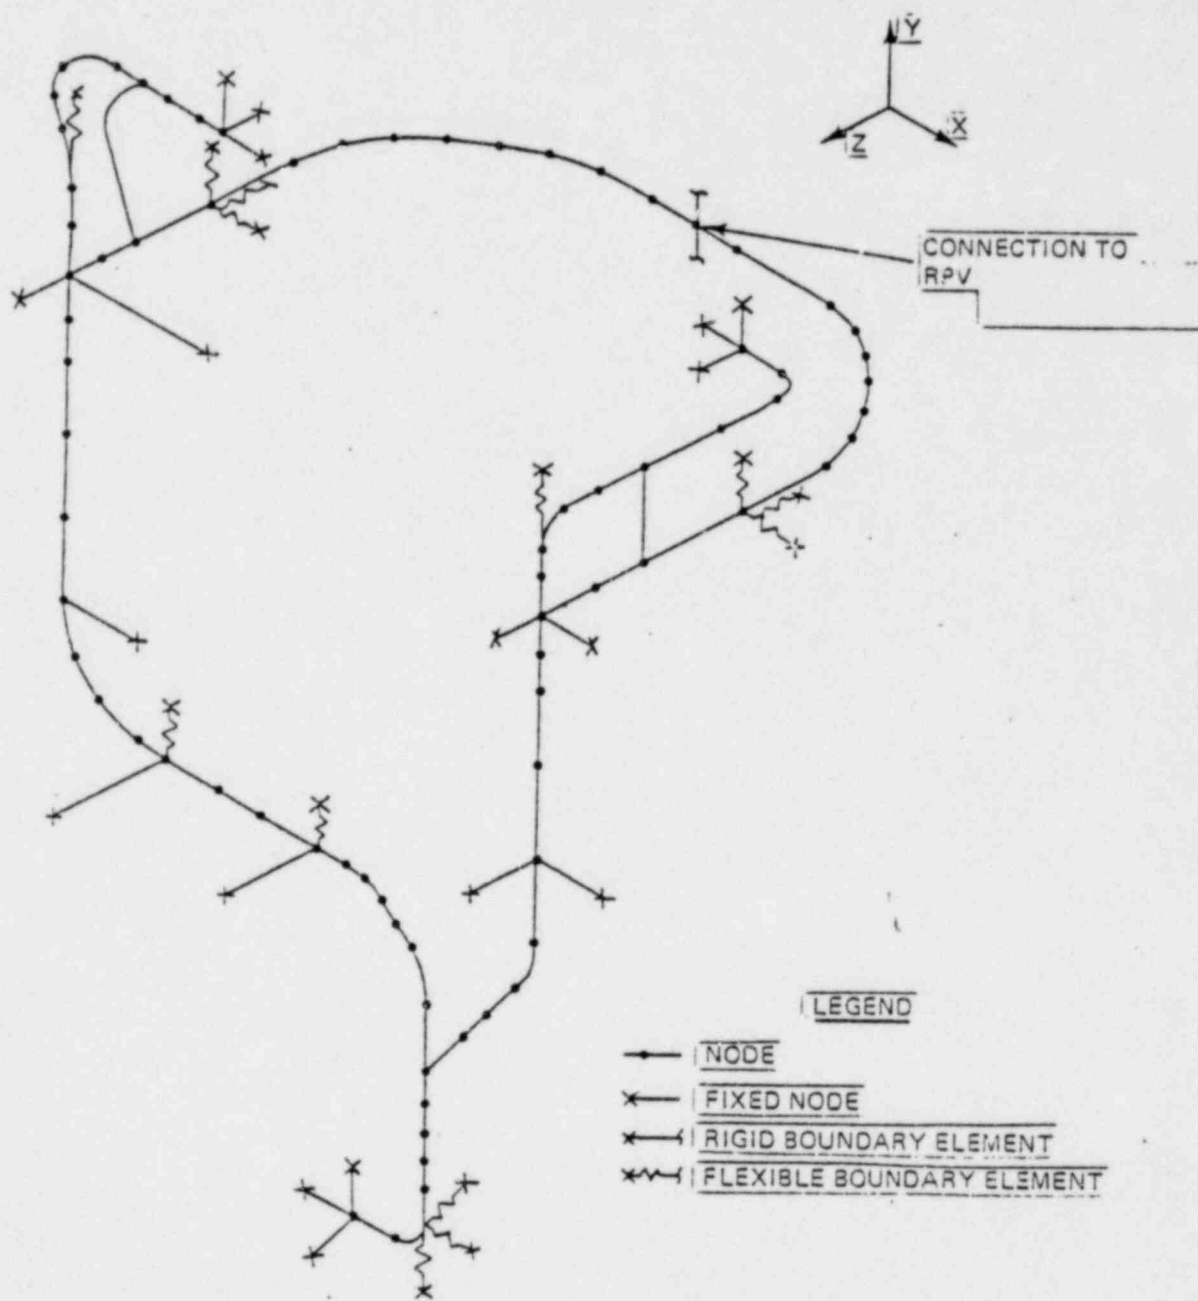 Y
X
Z
CONNECTION TO
RPV
LEGEND
NODE
FIXED NODE
RIGID BOUNDARY ELEMENT
FLEXIBLE BOUNDARY ELEMENT